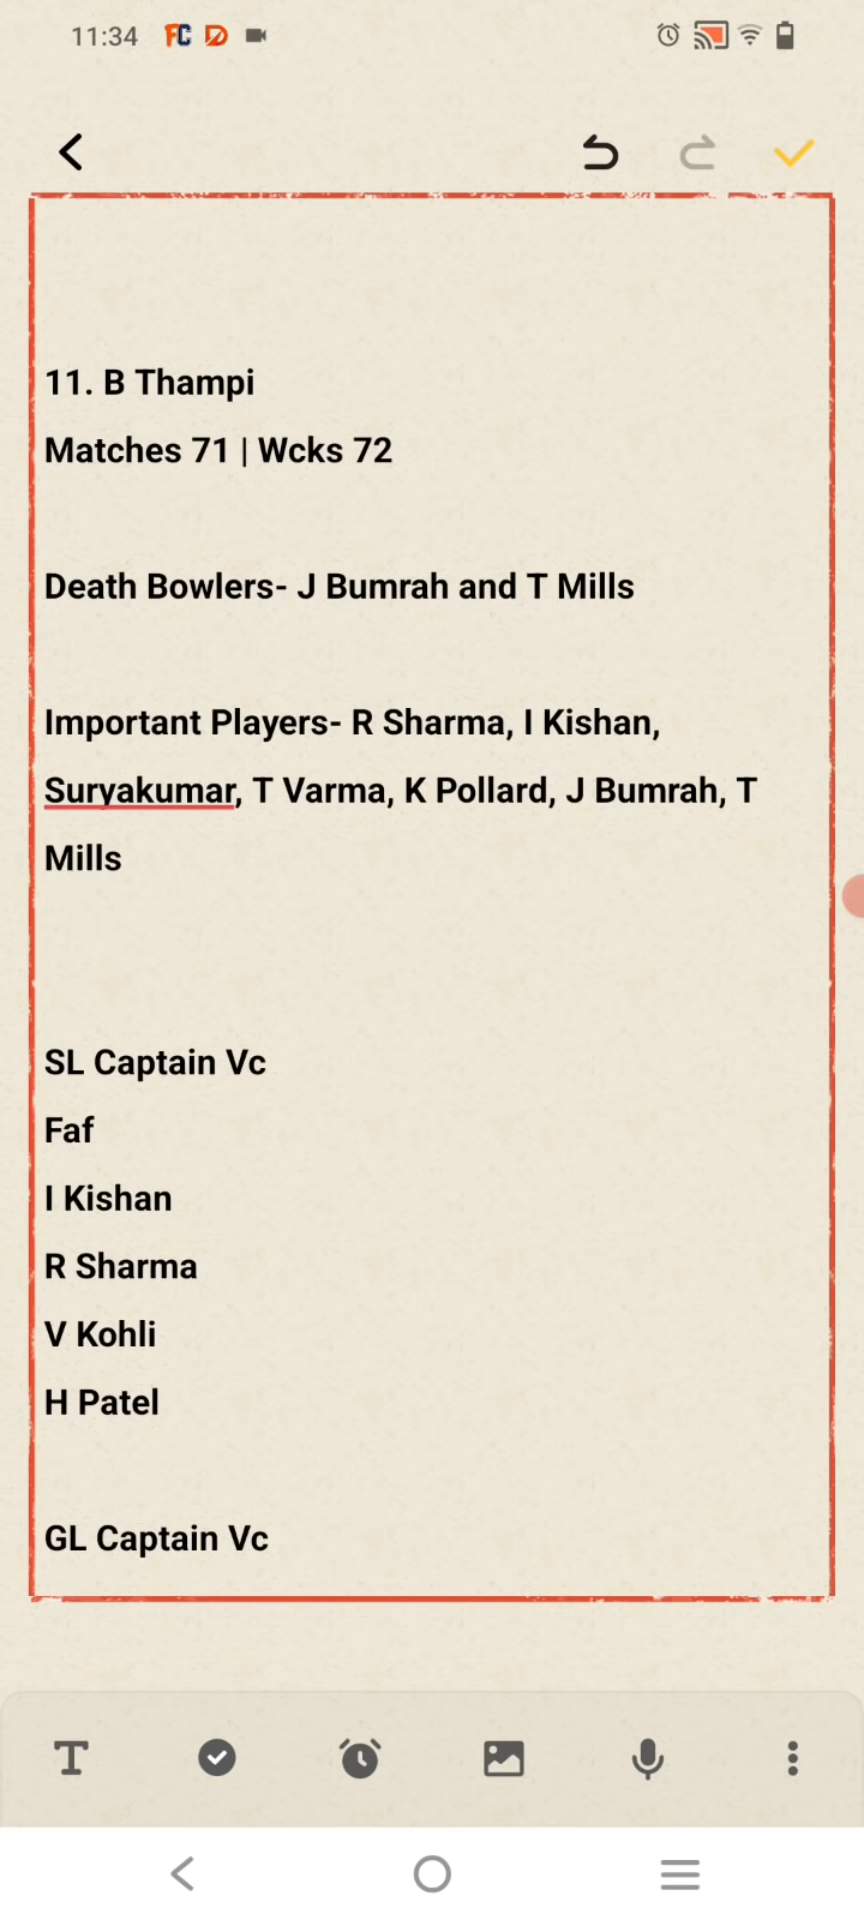 11:34 FC
11. B Thampi
Matches 71 | Wcks 72
Death Bowlers- J Bumrah and T Mills
Important Players- R Sharma, I Kishan,
Suryakumar, T Varma, K Pollard, J Bumrah, T
Mills
SL Captain Vc
Faf
I Kishan
R Sharma
V Kohli
H Patel
GL Captain Vc
T